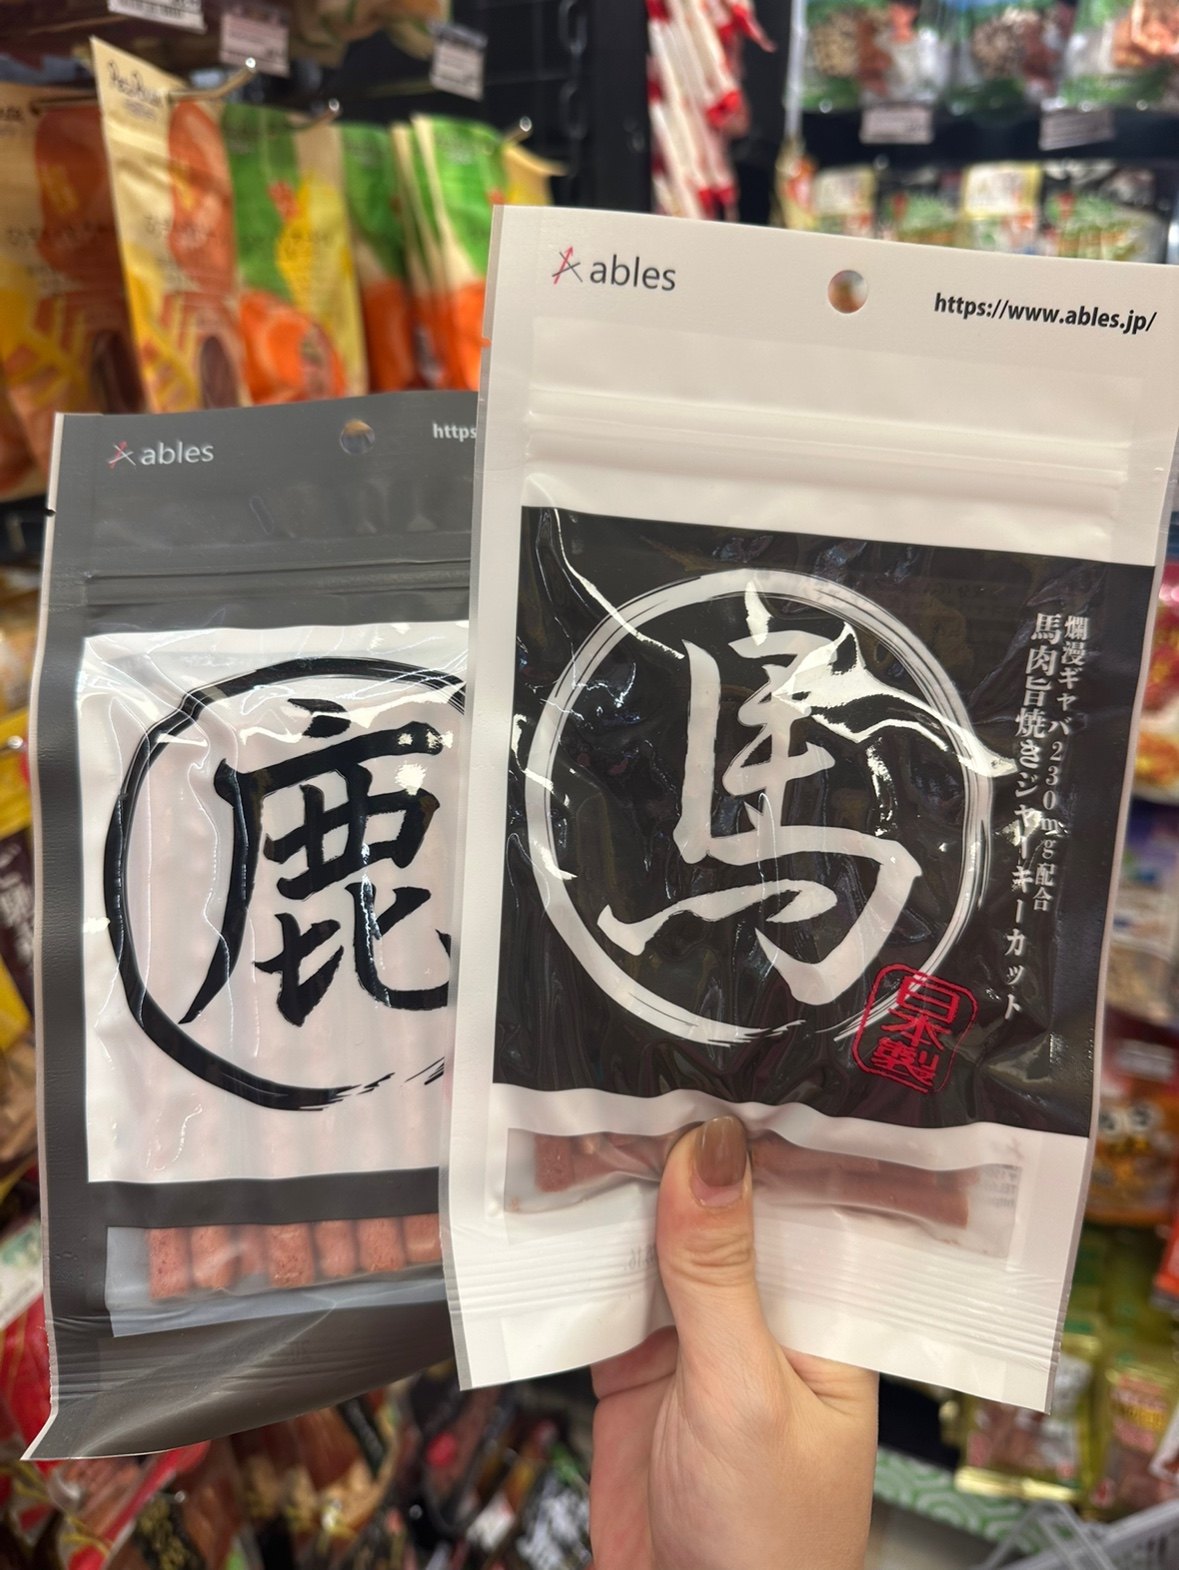 ables
https://www.ables.jp/
馬
爛漫ギャバ230mg配合
馬肉旨焼きジャーキーカット
日本製
ables
https
鹿